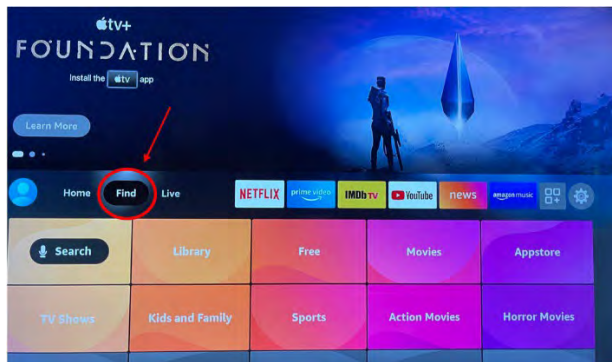 tv+
FOUNDATION
Install the tv app
Learn More
Home Find Live NETFLIX prime video IMDb TV YouTube news amazon music
Search Library Free Movies Appstore
TV Shows Kids and Family Sports Action Movies Horror Movies